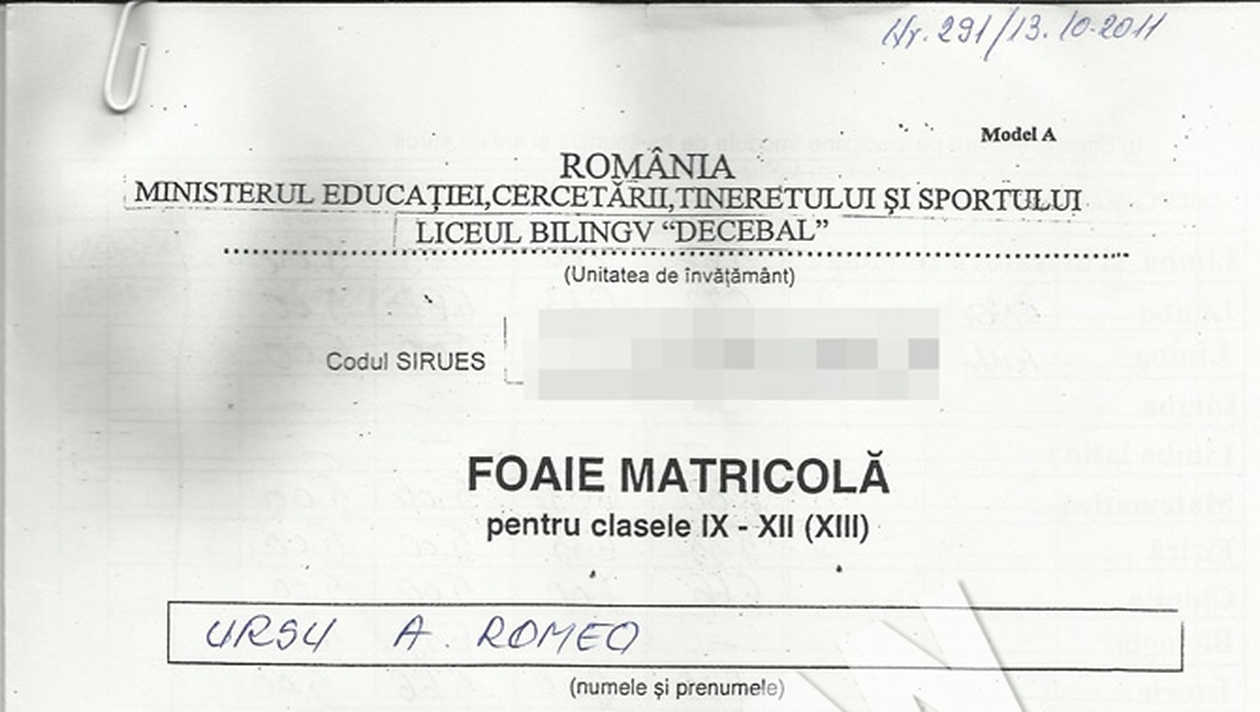 Nr. 291/13.10.2011
Model A
ROMÂNIA
MINISTERUL EDUCAŢIEI,CERCETĂRII,TINERETULUI ŞI SPORTULUI
LICEUL BILINGV “DECEBAL”
(Unitatea de învăţământ)
Codul SIRUES
FOAIE MATRICOLĂ
pentru clasele IX - XII (XIII)
URSU A. ROMEO
(numele şi prenumele)